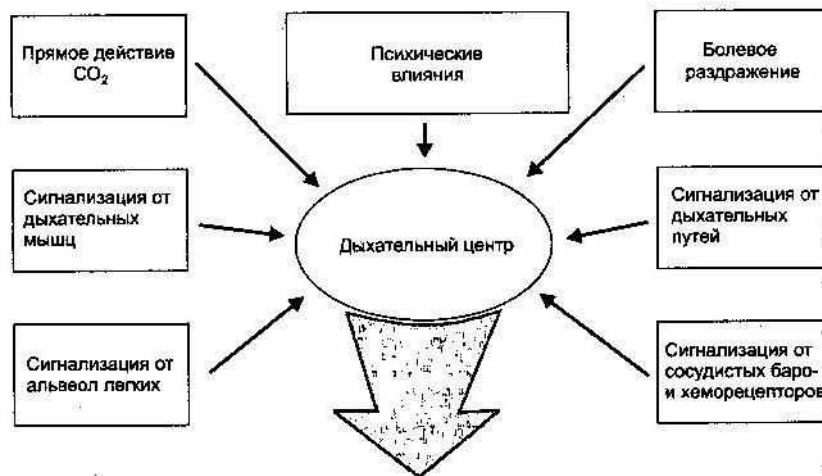 Прямое действие
CO₂
Психические
влияния
Болевое
раздражение
Сигнализация от
дыхательных
мышц
Дыхательный центр
Сигнализация от
дыхательных
путей
Сигнализация от
альвеол легких
Сигнализация от
сосудистых баро-
и хеморецепторов